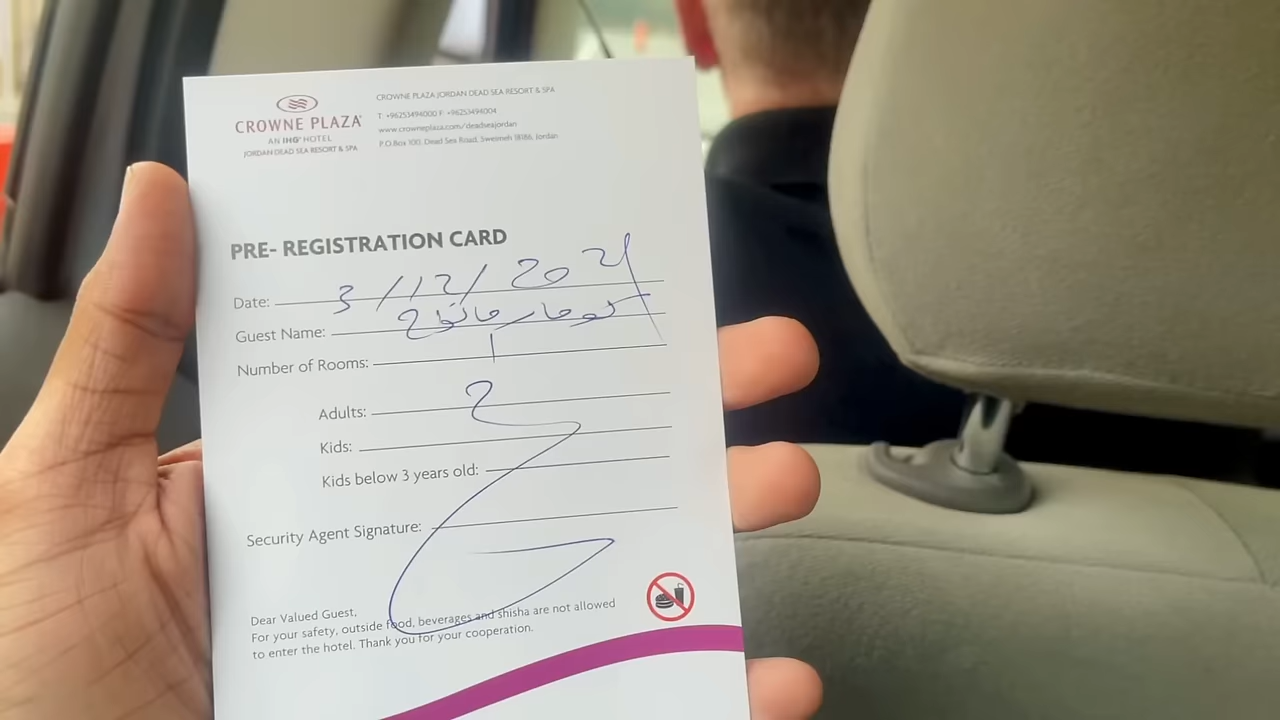 CROWNE PLAZA
AN IHG® HOTEL
JORDAN DEAD SEA RESORT & SPA
CROWNE PLAZA JORDAN DEAD SEA RESORT & SPA
T: +96253494000 F: +96253494004
www.crowneplaza.com/deadseajordan
P.O.Box 100, Dead Sea Road, Sweimeh 18186, Jordan
PRE- REGISTRATION CARD
Date: 3/12/2021
Guest Name: كومار
Number of Rooms: 1
Adults: 2
Kids:
Kids below 3 years old:
Security Agent Signature:
Dear Valued Guest,
For your safety, outside food, beverages and shisha are not allowed
to enter the hotel. Thank you for your cooperation.